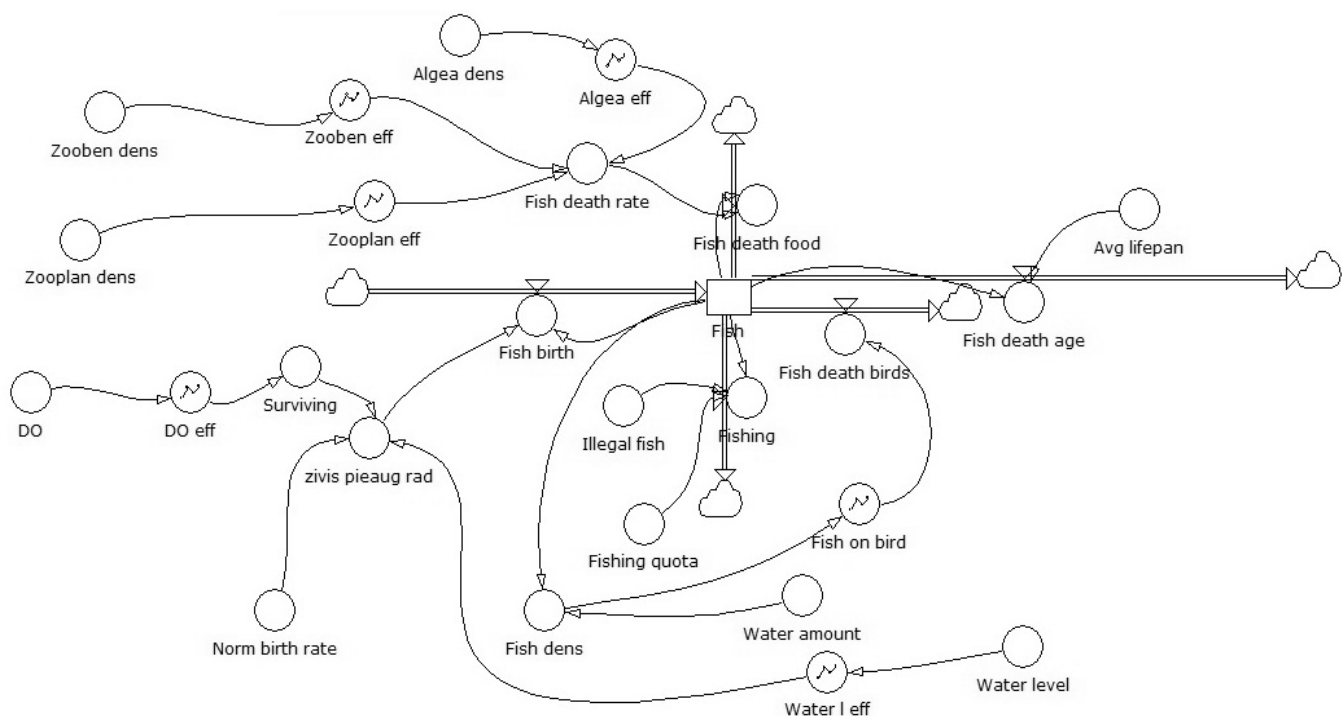 Algea dens
Algea eff
Zooben eff
Zooben dens
Fish death rate
Zooplan eff
Fish death food
Avg lifepan
Zooplan dens
Fish
Fish birth
Fish death age
Fish death birds
DO
DO eff
Surviving
Illegal fish
Fishing
zivis pieaug rad
Fishing quota
Fish on bird
Norm birth rate
Fish dens
Water amount
Water level
Water l eff